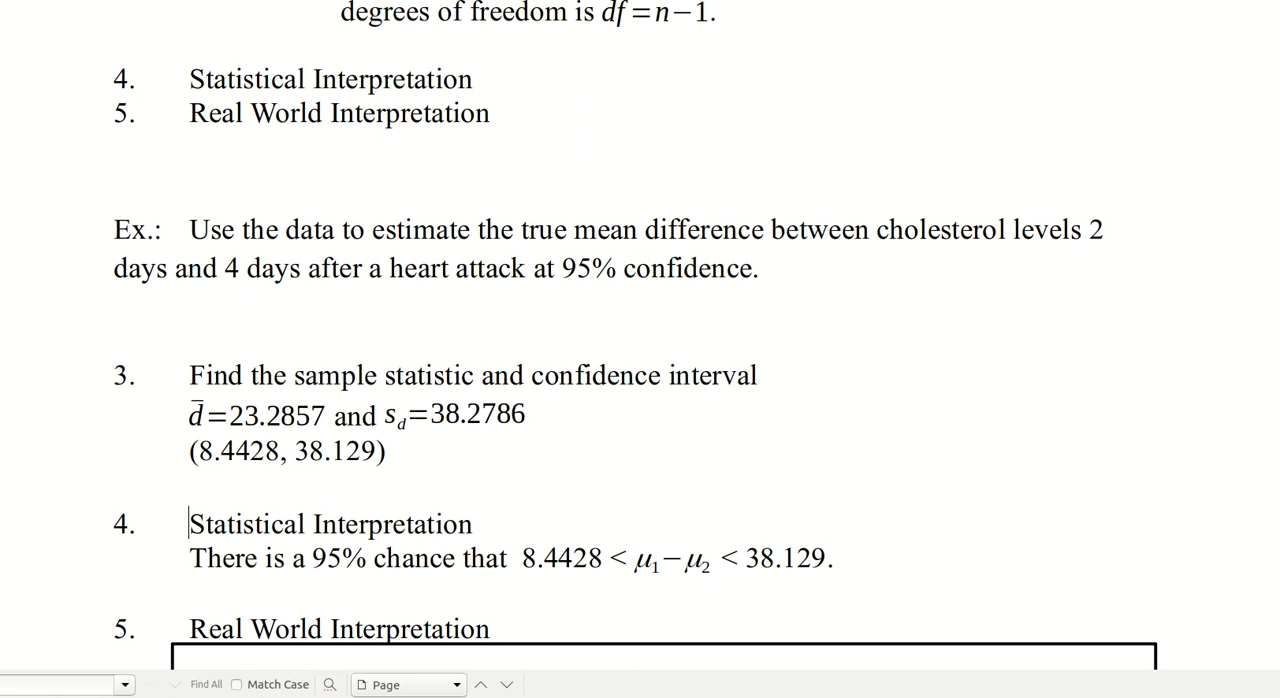 degrees of freedom is df=n−1.
4. Statistical Interpretation
5. Real World Interpretation
Ex.: Use the data to estimate the true mean difference between cholesterol levels 2
days and 4 days after a heart attack at 95% confidence.
3. Find the sample statistic and confidence interval
d̄=23.2857 and s_d=38.2786
(8.4428, 38.129)
4. Statistical Interpretation
There is a 95% chance that 8.4428 < μ₁−μ₂ < 38.129.
5. Real World Interpretation
Find All Match Case Page